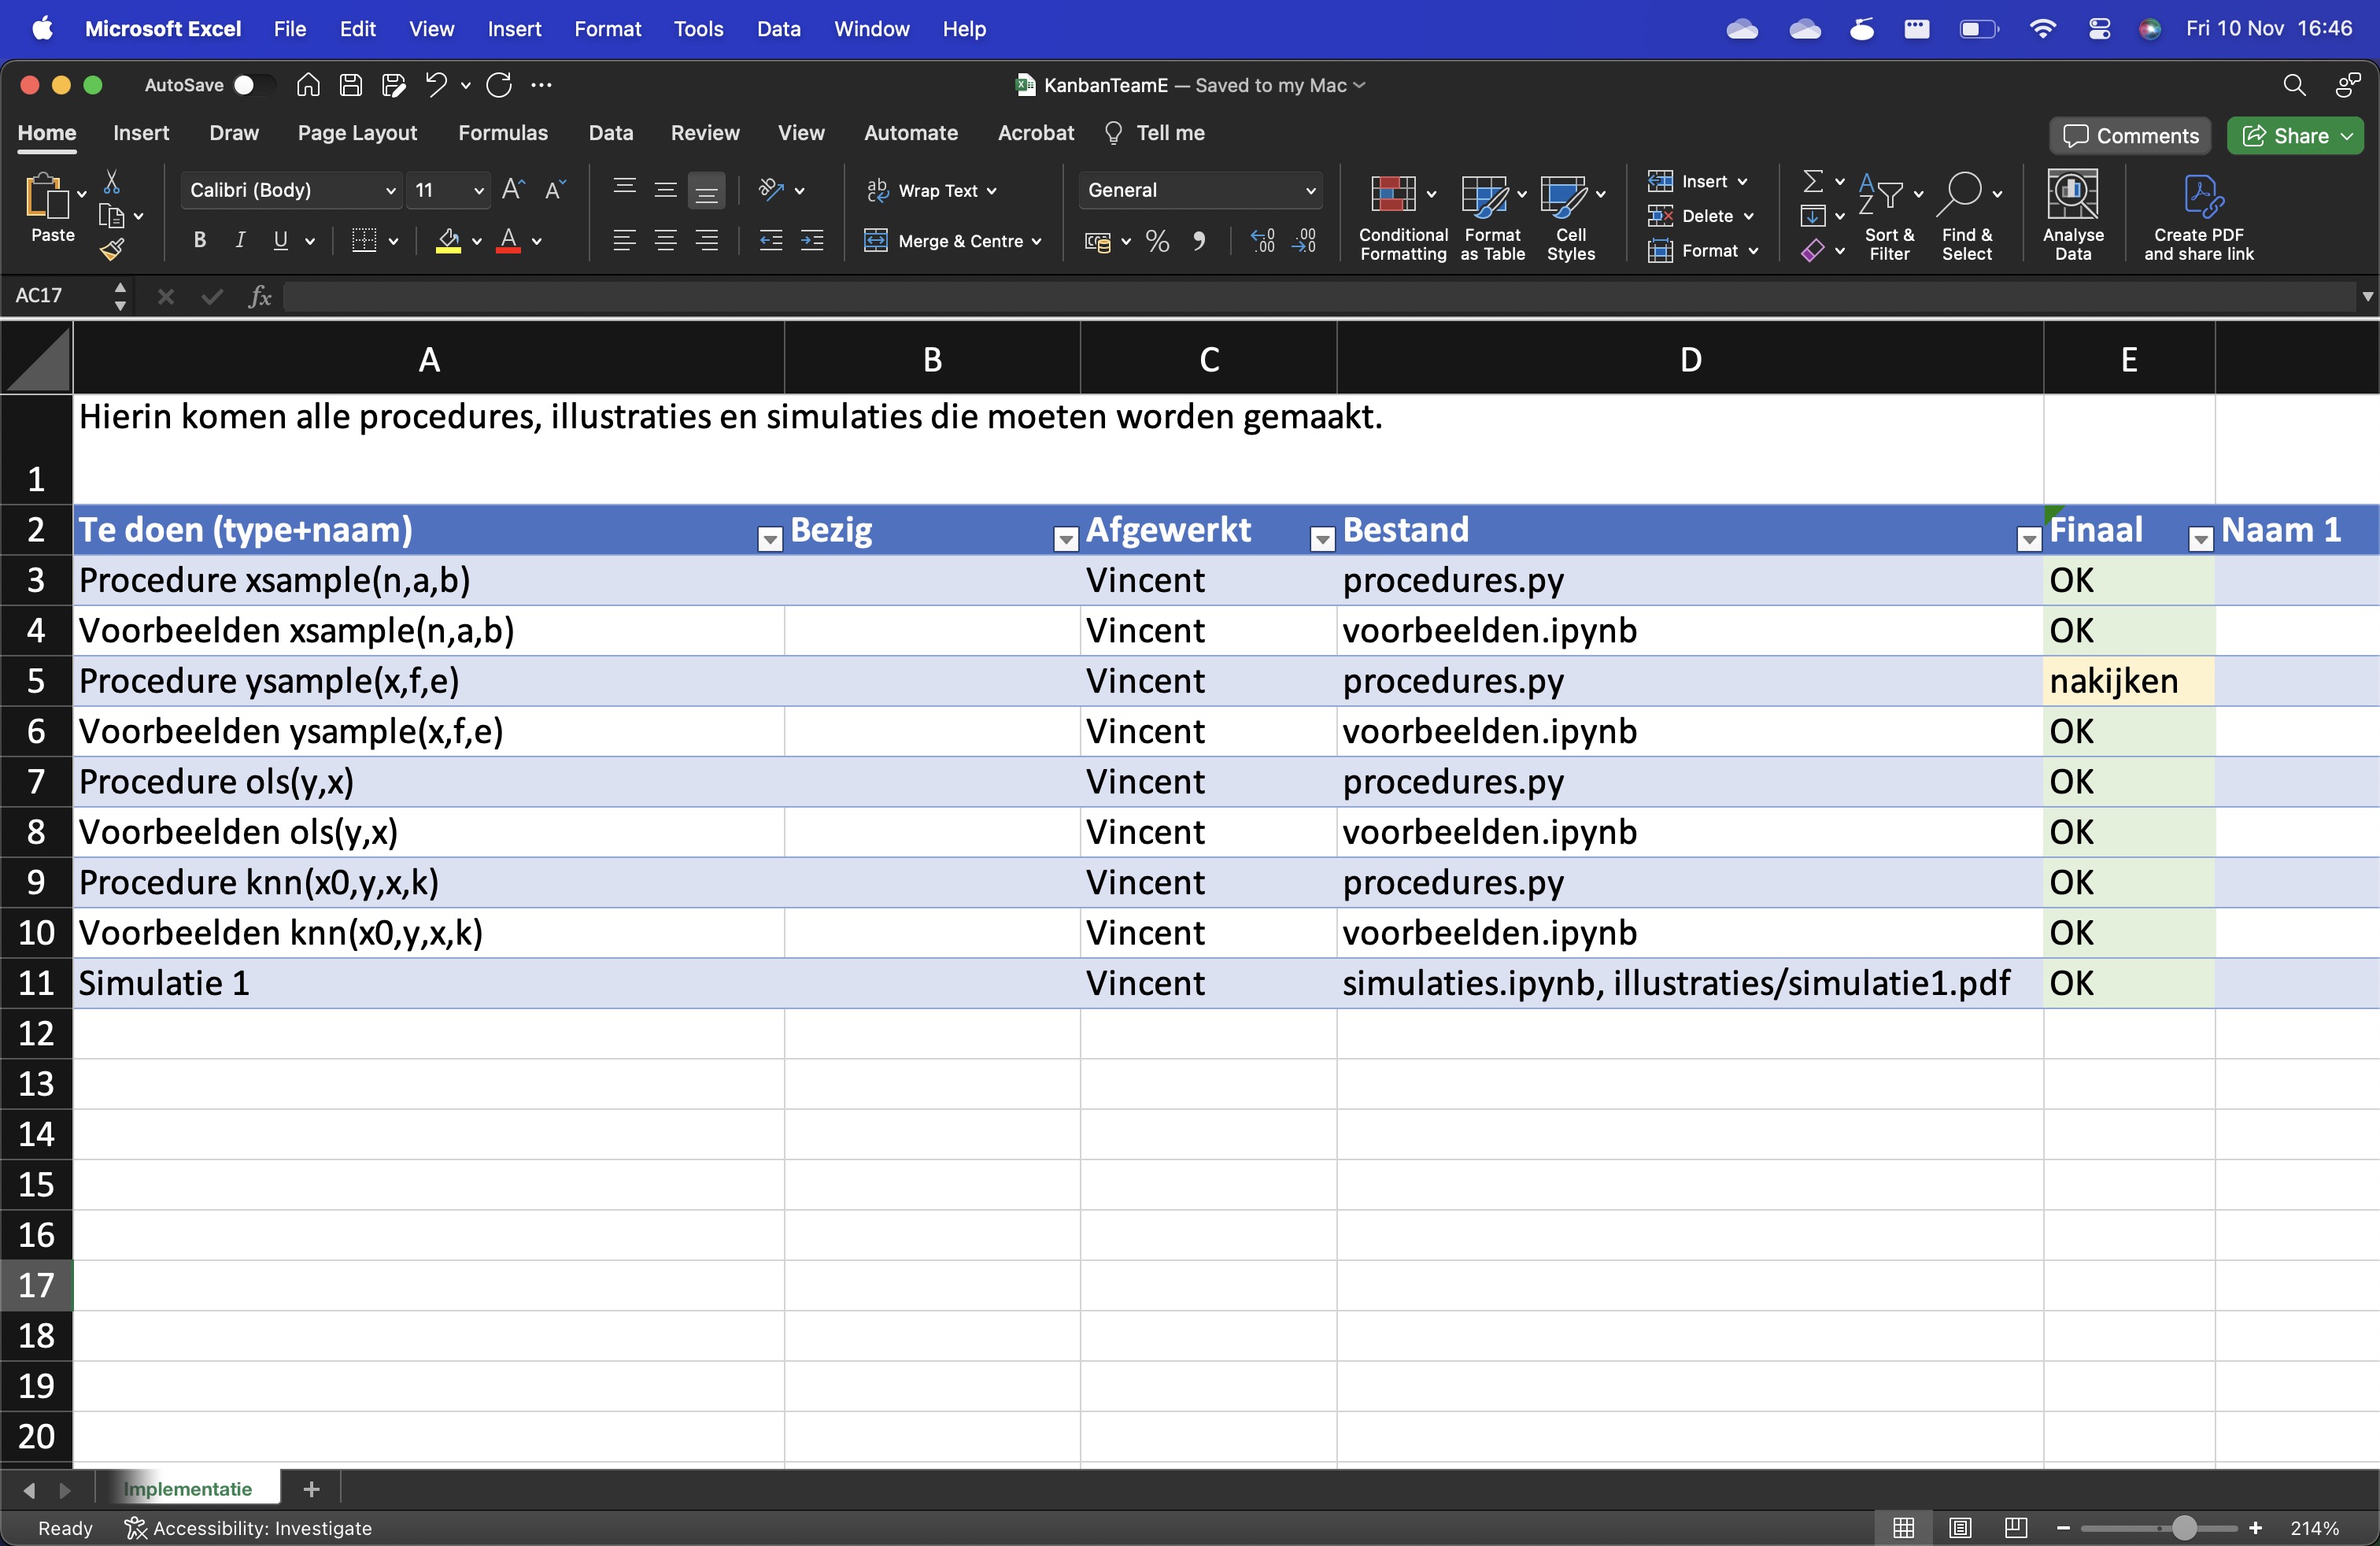 Microsoft Excel File Edit View Insert Format Tools Data Window Help Fri 10 Nov 16:46
AutoSave KanbanTeamE — Saved to my Mac
Home Insert Draw Page Layout Formulas Data Review View Automate Acrobat Tell me Comments Share
Paste Calibri (Body) 11 Wrap Text General Insert
B I U Merge & Centre Conditional Formatting Format as Table Cell Styles Delete Format Sort & Filter Find & Select Analyse Data Create PDF and share link
AC17 fx
A B C D E
1 Hierin komen alle procedures, illustraties en simulaties die moeten worden gemaakt.
2 Te doen (type+naam) Bezig Afgewerkt Bestand Finaal Naam 1
3 Procedure xsample(n,a,b) Vincent procedures.py OK
4 Voorbeelden xsample(n,a,b) Vincent voorbeelden.ipynb OK
5 Procedure ysample(x,f,e) Vincent procedures.py nakijken
6 Voorbeelden ysample(x,f,e) Vincent voorbeelden.ipynb OK
7 Procedure ols(y,x) Vincent procedures.py OK
8 Voorbeelden ols(y,x) Vincent voorbeelden.ipynb OK
9 Procedure knn(x0,y,x,k) Vincent procedures.py OK
10 Voorbeelden knn(x0,y,x,k) Vincent voorbeelden.ipynb OK
11 Simulatie 1 Vincent simulaties.ipynb, illustraties/simulatie1.pdf OK
12
13
14
15
16
17
18
19
20
Implementatie +
Ready Accessibility: Investigate 214%